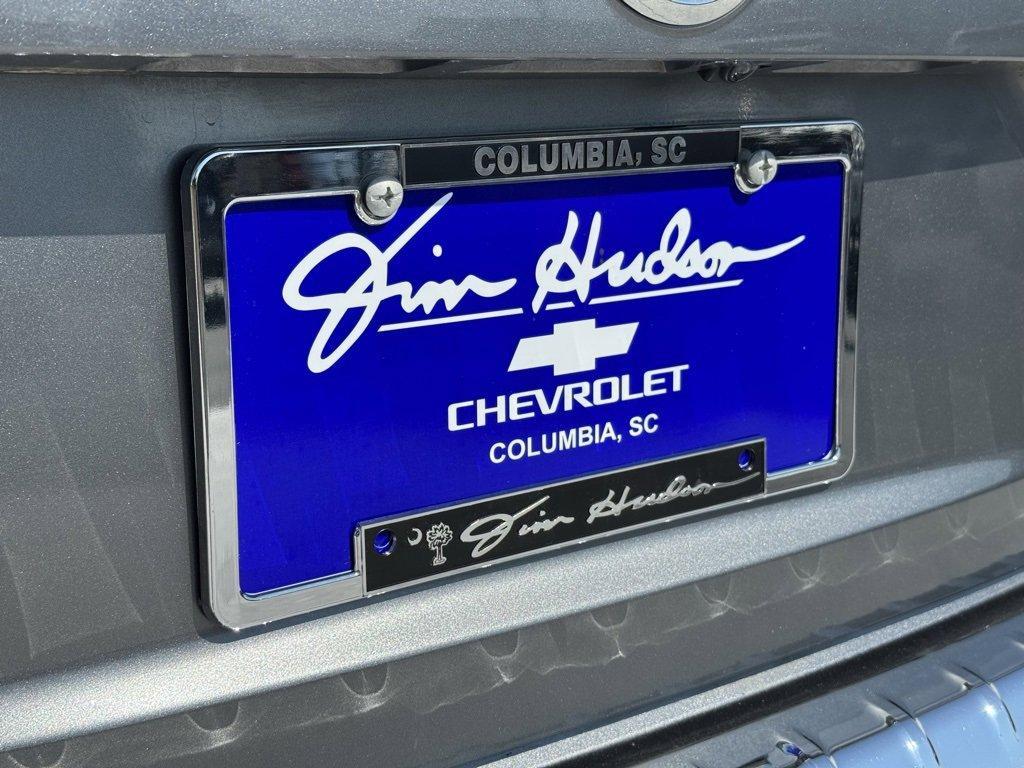 COLUMBIA, SC
Jim Hudson
CHEVROLET
COLUMBIA, SC
Jim Hudson